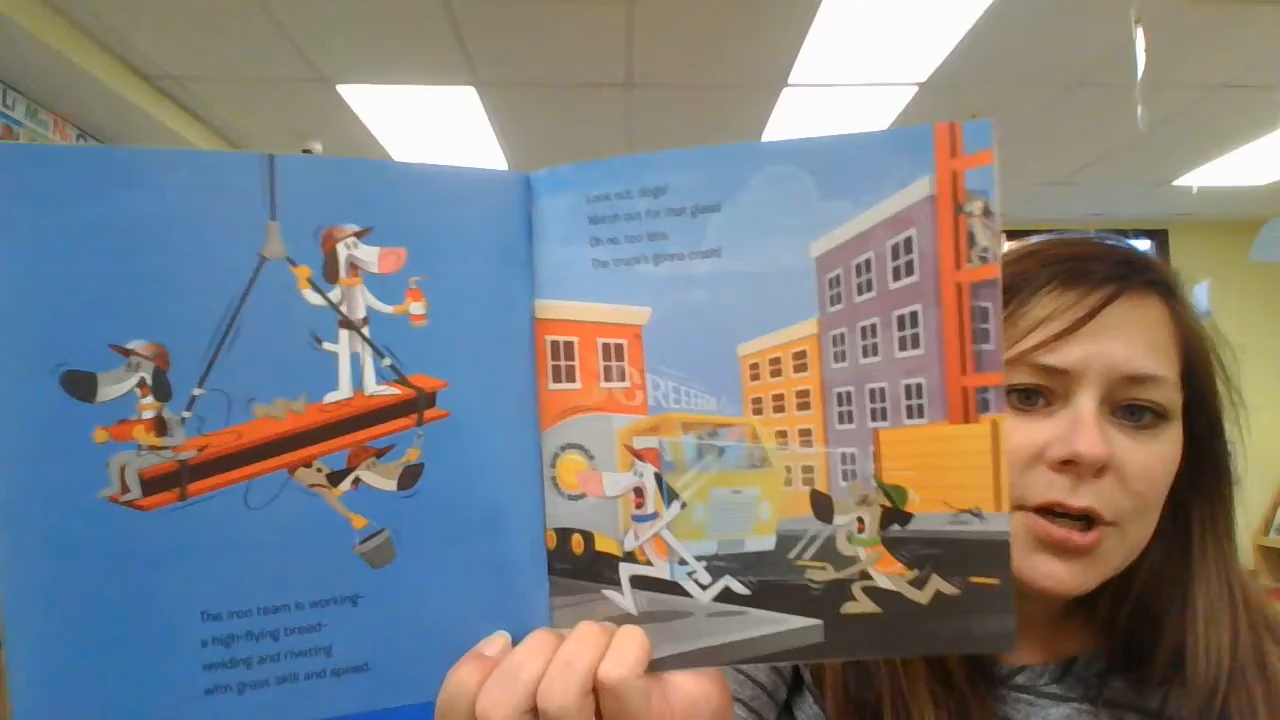 Look out, dogs!
Watch out for that glass!
Oh no, too late.
The truck's gonna crash!
SCREEEECH
The iron team is working–
a high-flying breed–
welding and riveting
with great skill and speed.